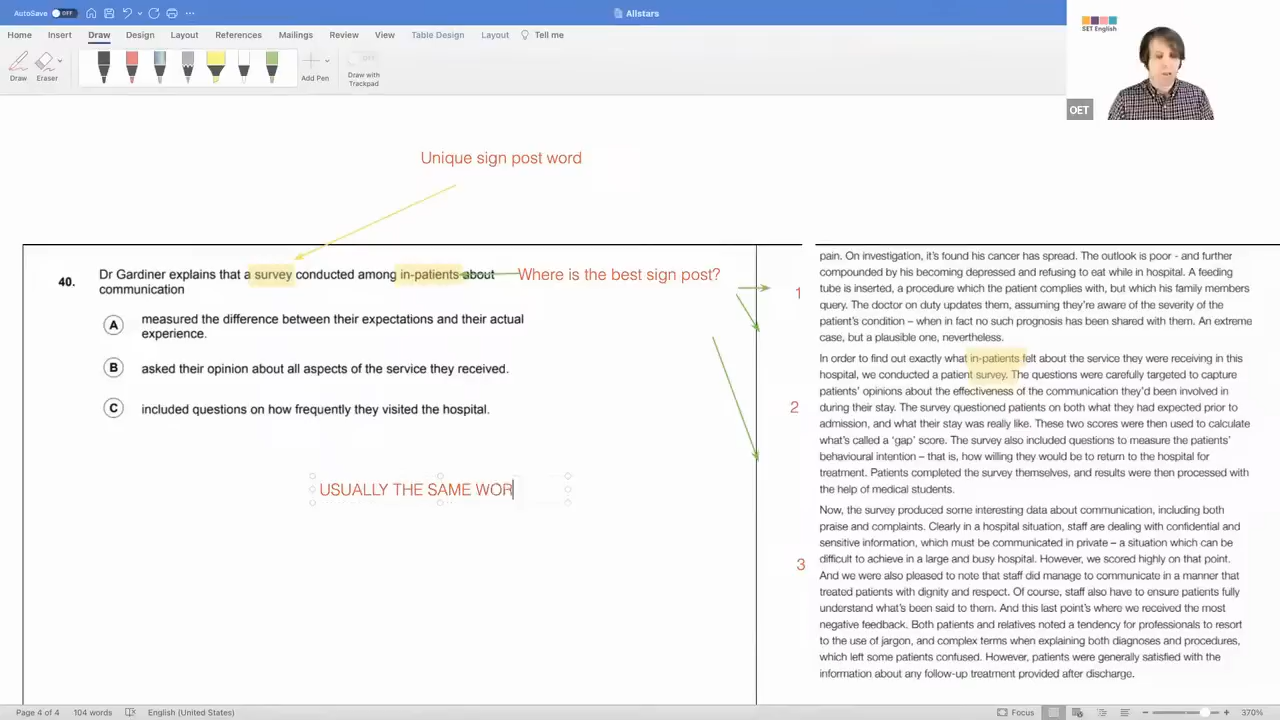 AutoSave OFF
Allstars
Home Insert Draw Design Layout References Mailings Review View Table Design Layout Tell me
Draw Eraser Add Pen Draw with Trackpad
OFF
SET English
OET
Unique sign post word
40. Dr Gardiner explains that a survey conducted among in-patients about
communication
Where is the best sign post?
A measured the difference between their expectations and their actual
experience.
B asked their opinion about all aspects of the service they received.
C included questions on how frequently they visited the hospital.
USUALLY THE SAME WOR
1
2
3
pain. On investigation, it's found his cancer has spread. The outlook is poor - and further
compounded by his becoming depressed and refusing to eat while in hospital. A feeding
tube is inserted, a procedure which the patient complies with, but which his family members
query. The doctor on duty updates them, assuming they're aware of the severity of the
patient's condition – when in fact no such prognosis has been shared with them. An extreme
case, but a plausible one, nevertheless.
In order to find out exactly what in-patients felt about the service they were receiving in this
hospital, we conducted a patient survey. The questions were carefully targeted to capture
patients' opinions about the effectiveness of the communication they'd been involved in
during their stay. The survey questioned patients on both what they had expected prior to
admission, and what their stay was really like. These two scores were then used to calculate
what's called a 'gap' score. The survey also included questions to measure the patients'
behavioural intention – that is, how willing they would be to return to the hospital for
treatment. Patients completed the survey themselves, and results were then processed with
the help of medical students.
Now, the survey produced some interesting data about communication, including both
praise and complaints. Clearly in a hospital situation, staff are dealing with confidential and
sensitive information, which must be communicated in private – a situation which can be
difficult to achieve in a large and busy hospital. However, we scored highly on that point.
And we were also pleased to note that staff did manage to communicate in a manner that
treated patients with dignity and respect. Of course, staff also have to ensure patients fully
understand what's been said to them. And this last point's where we received the most
negative feedback. Both patients and relatives noted a tendency for professionals to resort
to the use of jargon, and complex terms when explaining both diagnoses and procedures,
which left some patients confused. However, patients were generally satisfied with the
information about any follow-up treatment provided after discharge.
Page 4 of 4 104 words English (United States) Focus 370%